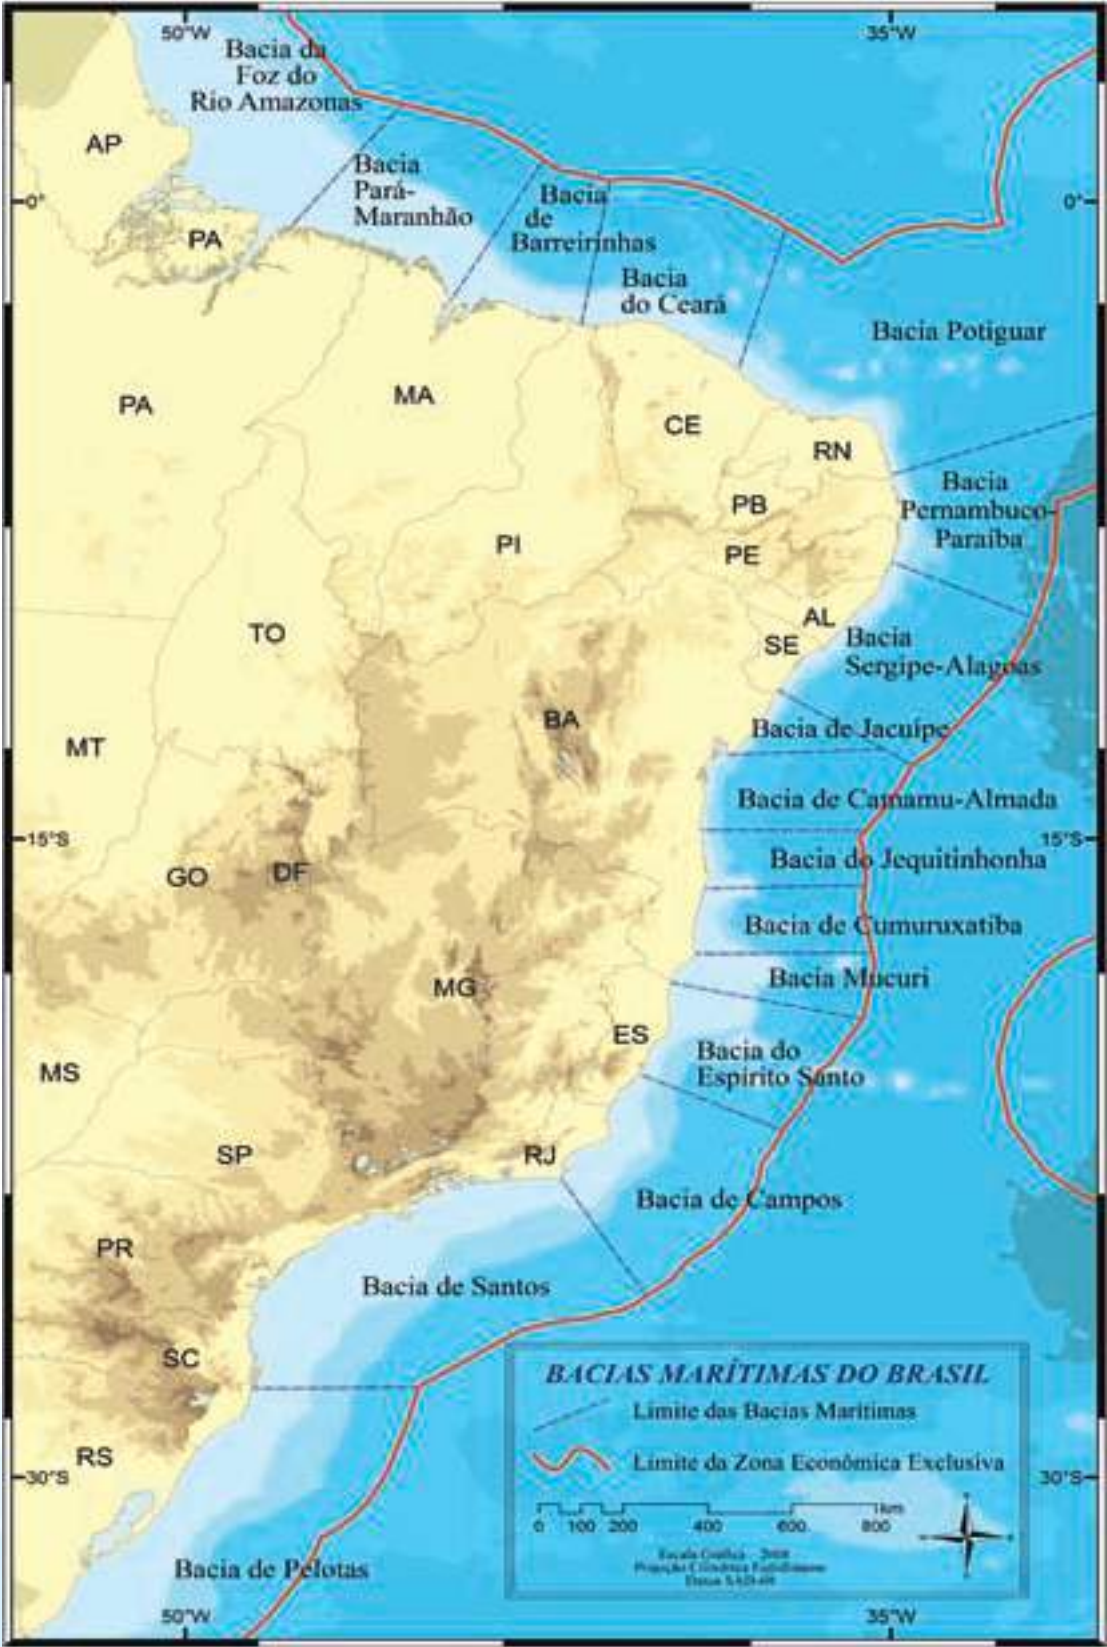 50°W
35°W
Bacia da
Foz do
Rio Amazonas
AP
Bacia
Pará-
Maranhão
Bacia
de
Barreirinhas
0°
0°
PA
Bacia
do Ceará
Bacia Potiguar
PA
MA
CE
RN
Bacia
Pernambuco-
Paraíba
PB
PI
PE
TO
AL
SE
Bacia
Sergipe-Alagoas
BA
Bacia de Jacuípe
MT
Bacia de Camamu-Almada
15°S
15°S
Bacia do Jequitinhonha
GO
DF
Bacia de Cumuruxatiba
Bacia Mucuri
MG
ES
Bacia do
Espírito Santo
MS
SP
RJ
Bacia de Campos
PR
Bacia de Santos
SC
BACIAS MARÍTIMAS DO BRASIL
Limite das Bacias Marítimas
RS
Limite da Zona Econômica Exclusiva
30°S
30°S
km
0 100 200 400 600 800
Escala Gráfica - 2008
Bacia de Pelotas
50°W
35°W